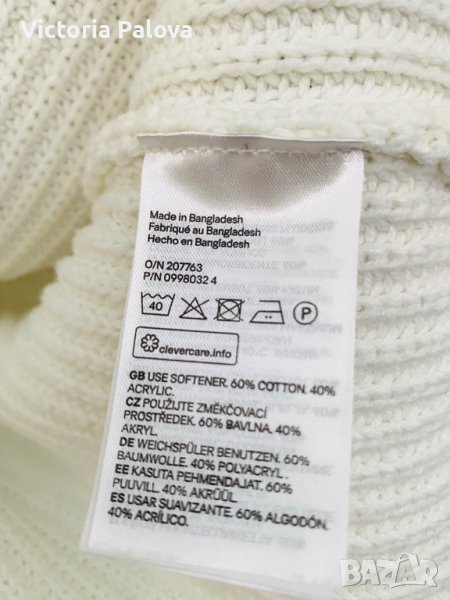 Victoria Palova
Made in Bangladesh
Fabriqué au Bangladesh
Hecho en Bangladesh
O/N 207763
P/N 0998032 4
40
P
clevercare.info
GB USE SOFTENER. 60% COTTON. 40%
ACRYLIC.
CZ POUŽIJTE ZMĚKČOVACÍ
PROSTŘEDEK. 60% BAVLNA. 40%
AKRYL.
DE WEICHSPÜLER BENUTZEN. 60%
BAUMWOLLE. 40% POLYACRYL.
EE KASUTA PEHMENDAJAT. 60%
PUUVILL. 40% AKRÜÜL.
ES USAR SUAVIZANTE. 60% ALGODÓN.
40% ACRÍLICO.
bazar